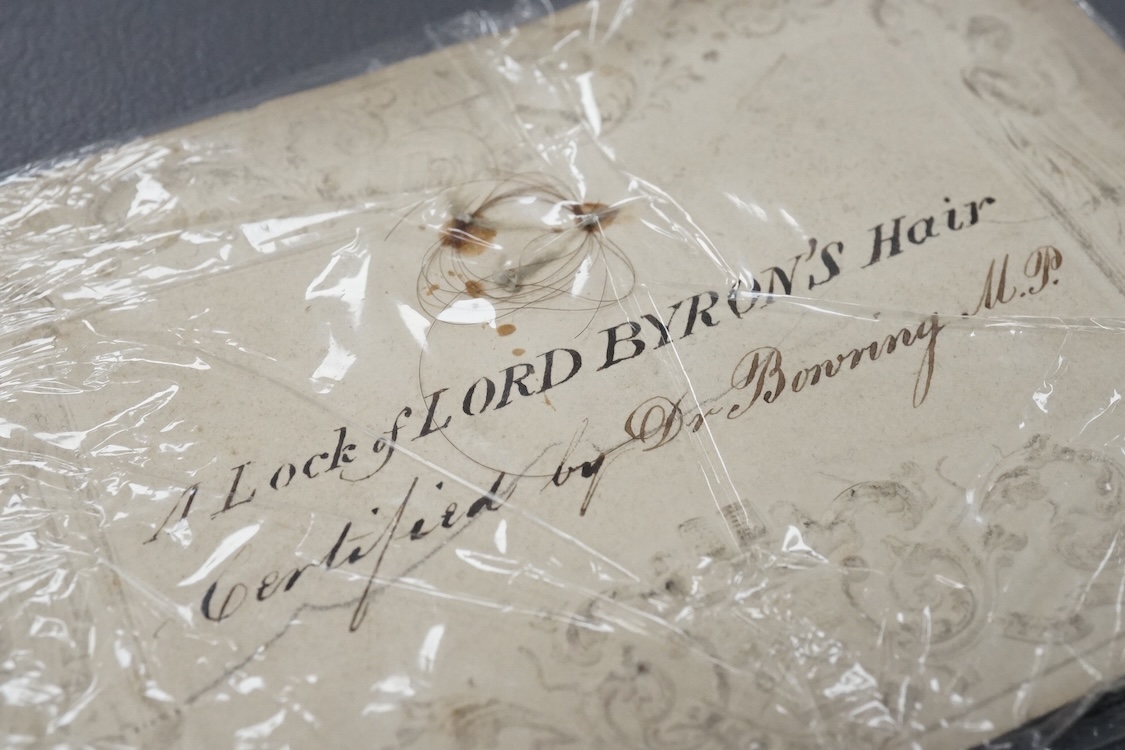 A Lock of LORD BYRON'S Hair
Certified by Dr Bowring M.P.